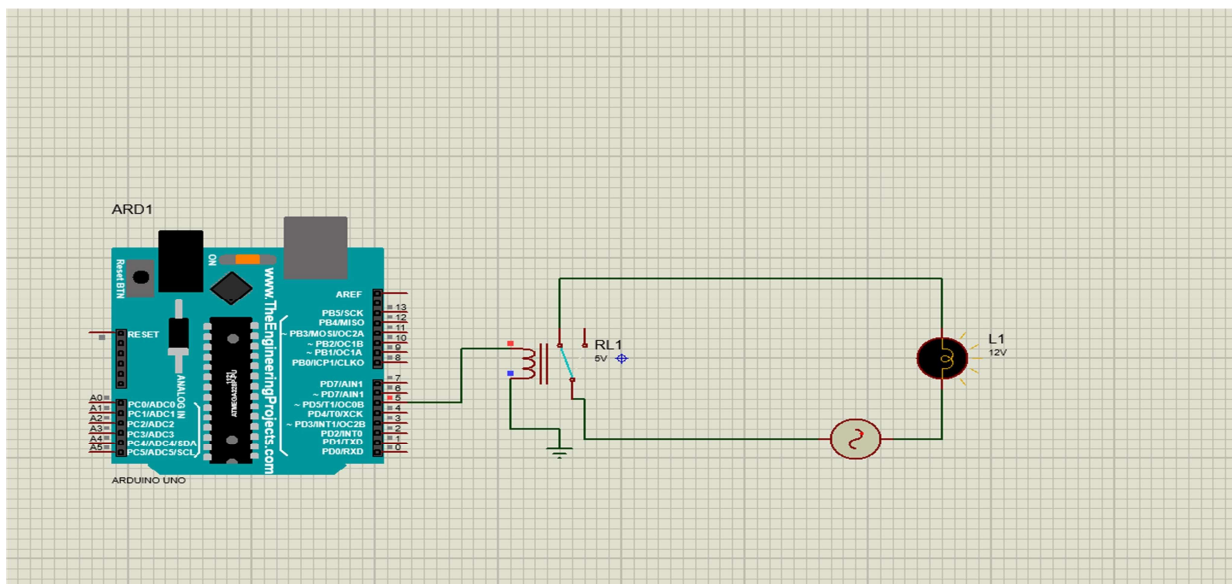 ARD1
ON
Reset BTN
www.TheEngineeringProjects.com
RESET
ANALOG IN
AREF
PB5/SCK 13
PB4/MISO 12
~ PB3/MOSI/OC2A 11
~ PB2/OC1B 10
~ PB1/OC1A 9
PB0/ICP1/CLKO 8
PD7/AIN1 7
~ PD7/AIN1 6
~ PD5/T1/OC0B 5
PD4/T0/XCK 4
~ PD3/INT1/OC2B 3
PD2/INT0 2
PD1/TXD 1
PD0/RXD 0
A0 PC0/ADC0
A1 PC1/ADC1
A2 PC2/ADC2
A3 PC3/ADC3
A4 PC4/ADC4/SDA
A5 PC5/ADC5/SCL
ARDUINO UNO
RL1
5V
L1
12V